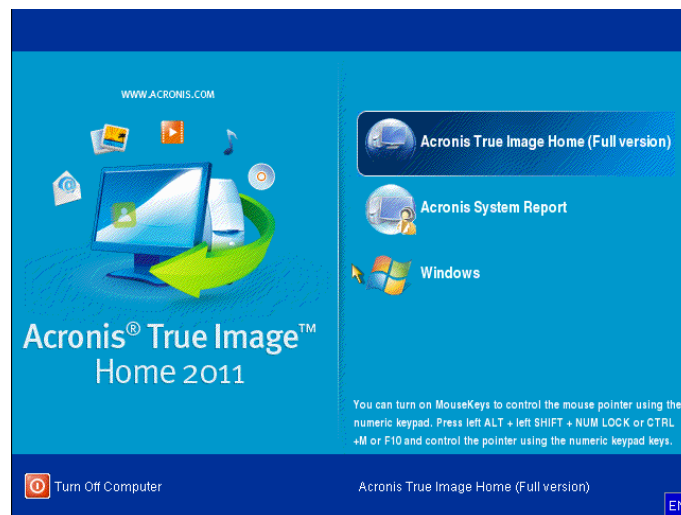 WWW.ACRONIS.COM
Acronis® True Image™
Home 2011
Acronis True Image Home (Full version)
Acronis System Report
Windows
You can turn on MouseKeys to control the mouse pointer using the
numeric keypad. Press left ALT + left SHIFT + NUM LOCK or CTRL
+M or F10 and control the pointer using the numeric keypad keys.
Turn Off Computer
Acronis True Image Home (Full version)
EN